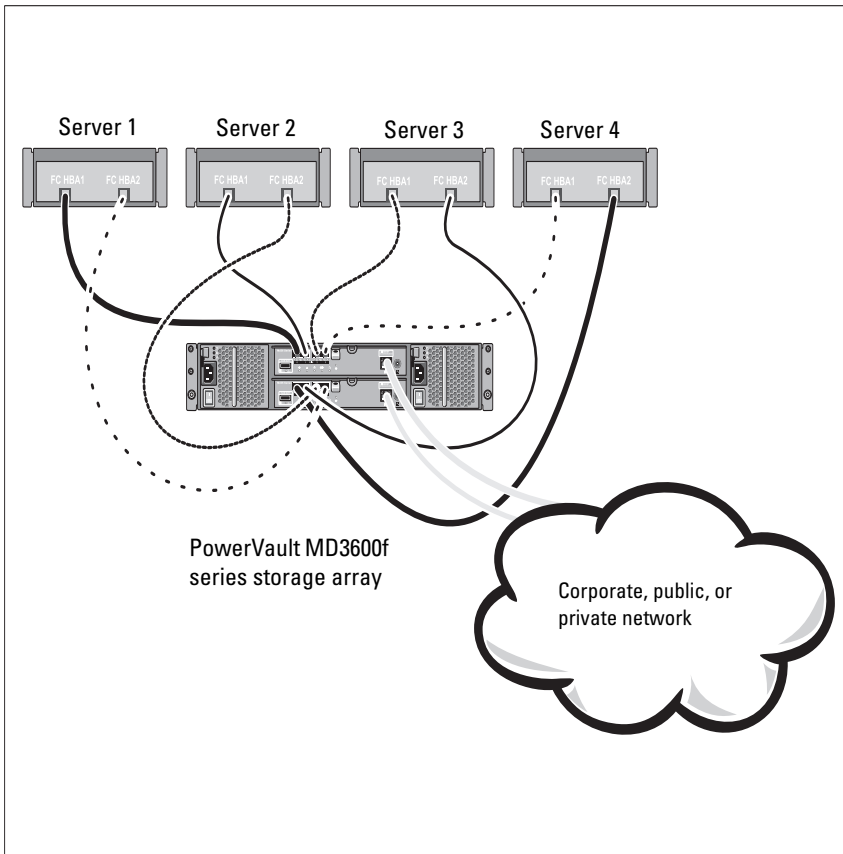 Server 1
Server 2
Server 3
Server 4
FC HBA1 FC HBA2
FC HBA1 FC HBA2
FC HBA1 FC HBA2
FC HBA1 FC HBA2
PowerVault MD3600f
series storage array
Corporate, public, or
private network